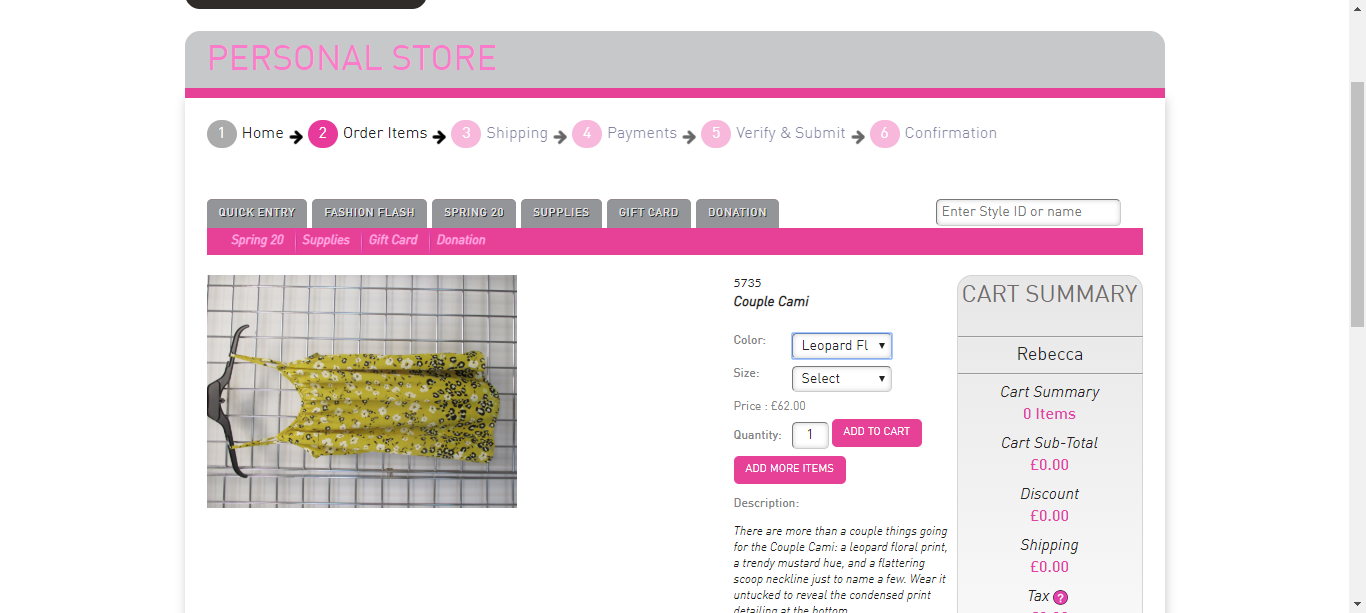 PERSONAL STORE
1 Home 2 Order Items 3 Shipping 4 Payments 5 Verify & Submit 6 Confirmation
QUICK ENTRY FASHION FLASH SPRING 20 SUPPLIES GIFT CARD DONATION
Enter Style ID or name
Spring 20 Supplies Gift Card Donation
5735
Couple Cami
Color: Leopard Fl
Size: Select
Price : £62.00
Quantity: 1 ADD TO CART
ADD MORE ITEMS
Description:
There are more than a couple things going
for the Couple Cami: a leopard floral print,
a trendy mustard hue, and a flattering
scoop neckline just to name a few. Wear it
untucked to reveal the condensed print
detailing at the bottom.
CART SUMMARY
Rebecca
Cart Summary
0 Items
Cart Sub-Total
£0.00
Discount
£0.00
Shipping
£0.00
Tax ?
£0.00